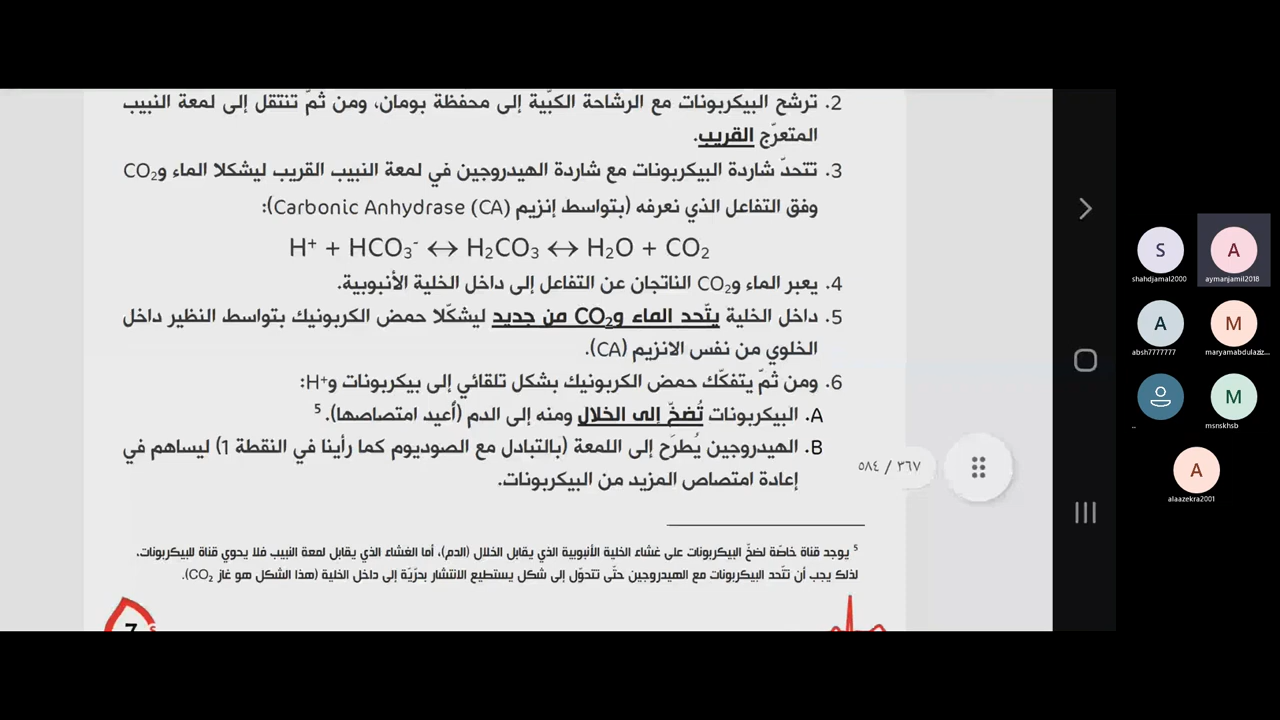 2. ترشح البيكربونات مع الرشاحة الكبّية إلى محفظة بومان، ومن ثمّ تنتقل إلى لمعة النبيب
المتعرّج القريب.
3. تتحدّ شاردة البيكربونات مع شاردة الهيدروجين في لمعة النبيب القريب ليشكلا الماء وCO₂
وفق التفاعل الذي نعرفه (بتواسط إنزيم Carbonic Anhydrase (CA)):
H⁺ + HCO₃⁻ ↔ H₂CO₃ ↔ H₂O + CO₂
4. يعبر الماء وCO₂ الناتجان عن التفاعل إلى داخل الخلية الأنبوبية.
5. داخل الخلية يتّحد الماء وCO₂ من جديد ليشكّلا حمض الكربونيك بتواسط النظير داخل
الخلوي من نفس الانزيم (CA).
6. ومن ثمّ يتفكّك حمض الكربونيك بشكل تلقائي إلى بيكربونات وH⁺:
A. البيكربونات تُضخّ إلى الخلال ومنه إلى الدم (أُعيد امتصاصها). ⁵
B. الهيدروجين يُطرَح إلى اللمعة (بالتبادل مع الصوديوم كما رأينا في النقطة 1) ليساهم في
إعادة امتصاص المزيد من البيكربونات.
٣٦٧ / ٥٨٤
⁵ يوجد قناة خاصّة لضخّ البيكربونات على غشاء الخلية الأنبوبية الذي يقابل الخلال (الدم)، أما الغشاء الذي يقابل لمعة النبيب فلا يحوي قناة للبيكربونات،
لذلك يجب أن تتّحد البيكربونات مع الهيدروجين حتّى تتحوّل إلى شكل يستطيع الانتشار بحرّيّة إلى داخل الخلية (هذا الشكل هو غاز CO₂).
7
S
shahdjamal2000
A
aymanjamil2018
A
absh7777777
M
maryamabdulaziz...
..
M
msnskhsb
A
alaazekra2001